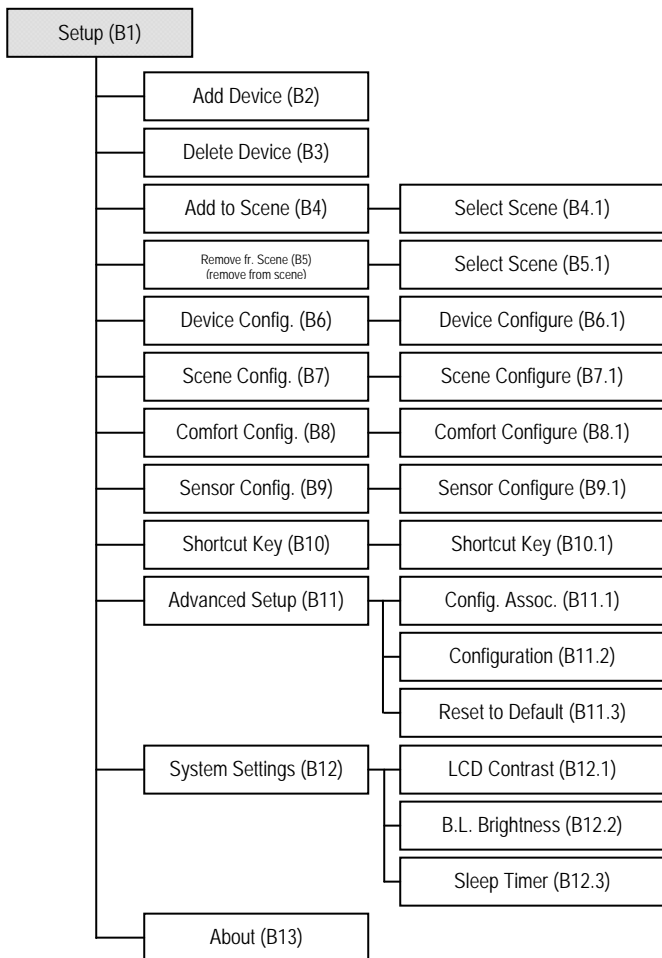 Setup (B1)
Add Device (B2)
Delete Device (B3)
Add to Scene (B4)
Select Scene (B4.1)
Remove fr. Scene (B5)
(remove from scene)
Select Scene (B5.1)
Device Config. (B6)
Device Configure (B6.1)
Scene Config. (B7)
Scene Configure (B7.1)
Comfort Config. (B8)
Comfort Configure (B8.1)
Sensor Config. (B9)
Sensor Configure (B9.1)
Shortcut Key (B10)
Shortcut Key (B10.1)
Advanced Setup (B11)
Config. Assoc. (B11.1)
Configuration (B11.2)
Reset to Default (B11.3)
System Settings (B12)
LCD Contrast (B12.1)
B.L. Brightness (B12.2)
Sleep Timer (B12.3)
About (B13)